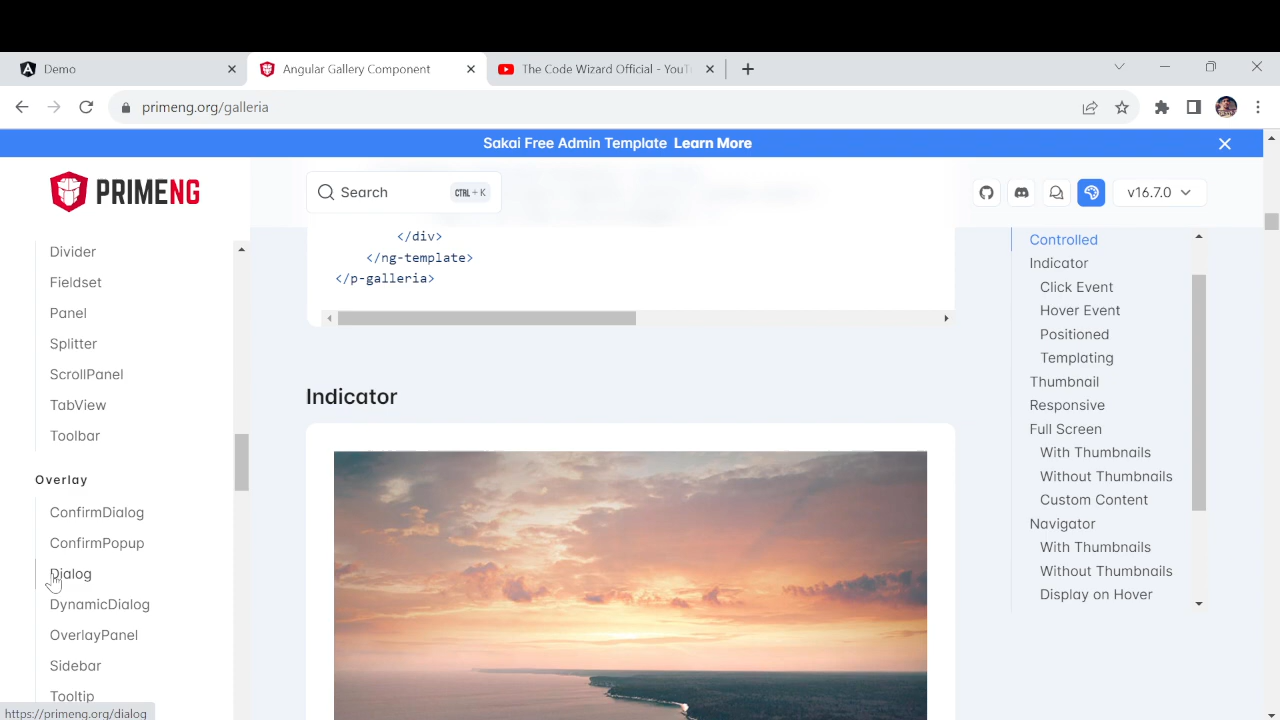 Demo
Angular Gallery Component
The Code Wizard Official - YouT
primeng.org/galleria
Sakai Free Admin Template Learn More
PRIMENG
Search
CTRL + K
v16.7.0
Divider
Fieldset
Panel
Splitter
ScrollPanel
TabView
Toolbar
Overlay
ConfirmDialog
ConfirmPopup
Dialog
DynamicDialog
OverlayPanel
Sidebar
Tooltip
https://primeng.org/dialog
</div>
</ng-template>
</p-galleria>
Indicator
Controlled
Indicator
Click Event
Hover Event
Positioned
Templating
Thumbnail
Responsive
Full Screen
With Thumbnails
Without Thumbnails
Custom Content
Navigator
With Thumbnails
Without Thumbnails
Display on Hover